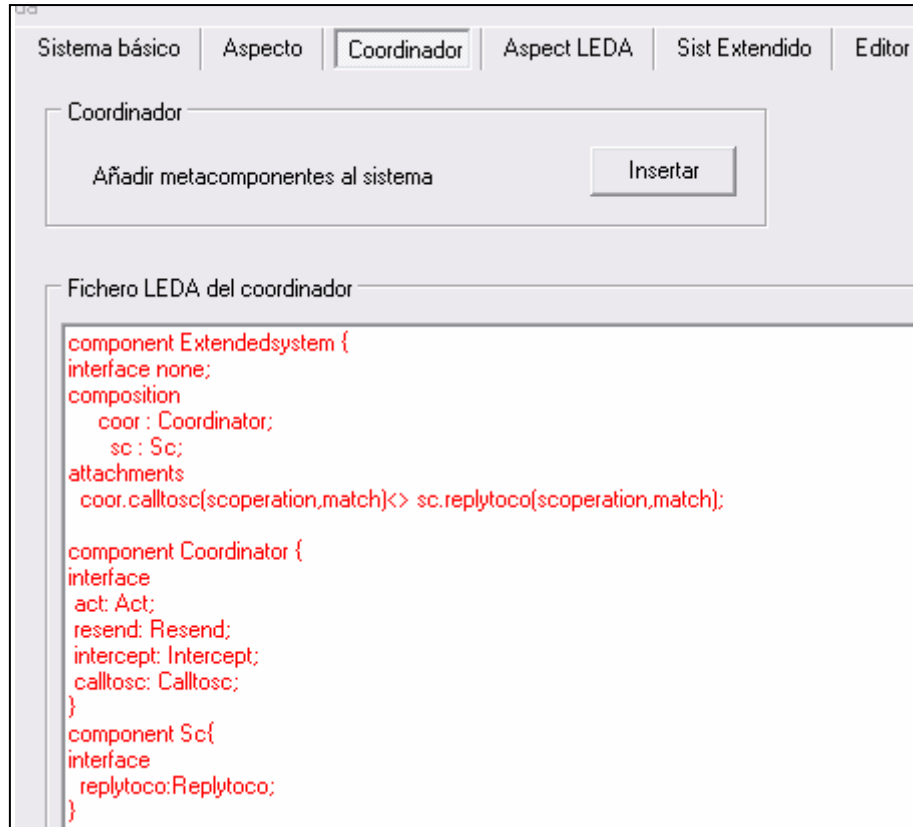 Sistema básico Aspecto Coordinador Aspect LEDA Sist Extendido Editor
Coordinador
Añadir metacomponentes al sistema Insertar
Fichero LEDA del coordinador
component Extendedsystem {
interface none;
composition
coor : Coordinator;
sc : Sc;
attachments
coor.calltosc(scoperation,match)<> sc.replytoco(scoperation,match);
component Coordinator {
interface
act: Act;
resend: Resend;
intercept: Intercept;
calltosc: Calltosc;
}
component Sc{
interface
replytoco:Replytoco;
}